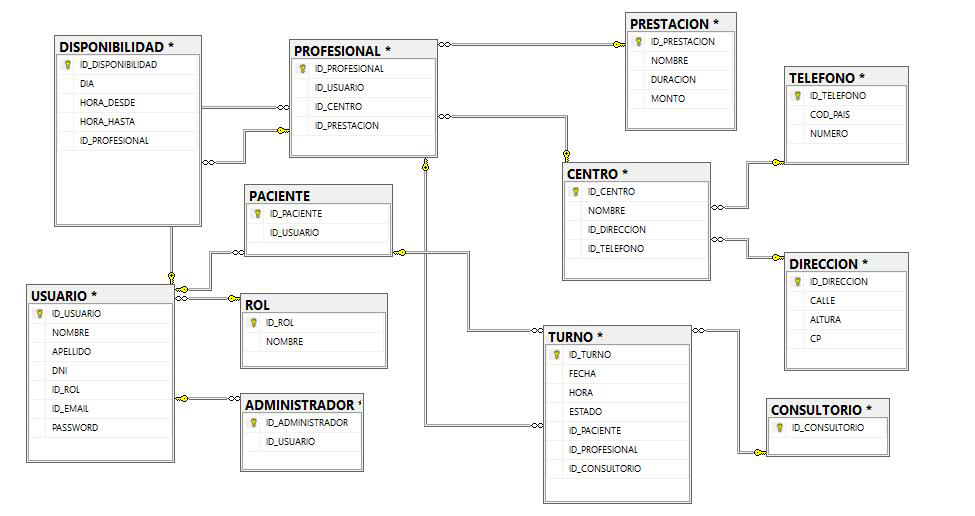 DISPONIBILIDAD *
ID_DISPONIBILIDAD
DIA
HORA_DESDE
HORA_HASTA
ID_PROFESIONAL
PROFESIONAL *
ID_PROFESIONAL
ID_USUARIO
ID_CENTRO
ID_PRESTACION
PRESTACION *
ID_PRESTACION
NOMBRE
DURACION
MONTO
TELEFONO *
ID_TELEFONO
COD_PAIS
NUMERO
CENTRO *
ID_CENTRO
NOMBRE
ID_DIRECCION
ID_TELEFONO
PACIENTE
ID_PACIENTE
ID_USUARIO
DIRECCION *
ID_DIRECCION
CALLE
ALTURA
CP
USUARIO *
ID_USUARIO
NOMBRE
APELLIDO
DNI
ID_ROL
ID_EMAIL
PASSWORD
ROL
ID_ROL
NOMBRE
ADMINISTRADOR *
ID_ADMINISTRADOR
ID_USUARIO
TURNO *
ID_TURNO
FECHA
HORA
ESTADO
ID_PACIENTE
ID_PROFESIONAL
ID_CONSULTORIO
CONSULTORIO *
ID_CONSULTORIO